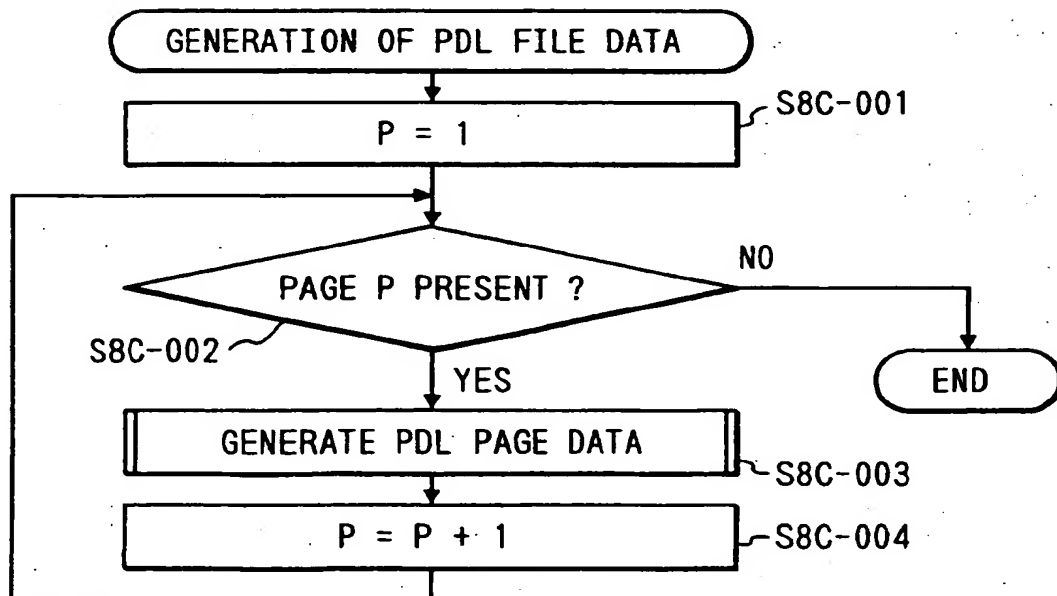 GENERATION OF PDL FILE DATA
S8C-001
P = 1
NO
PAGE P PRESENT ?
S8C-002
YES
END
GENERATE PDL PAGE DATA
S8C-003
P = P + 1
S8C-004